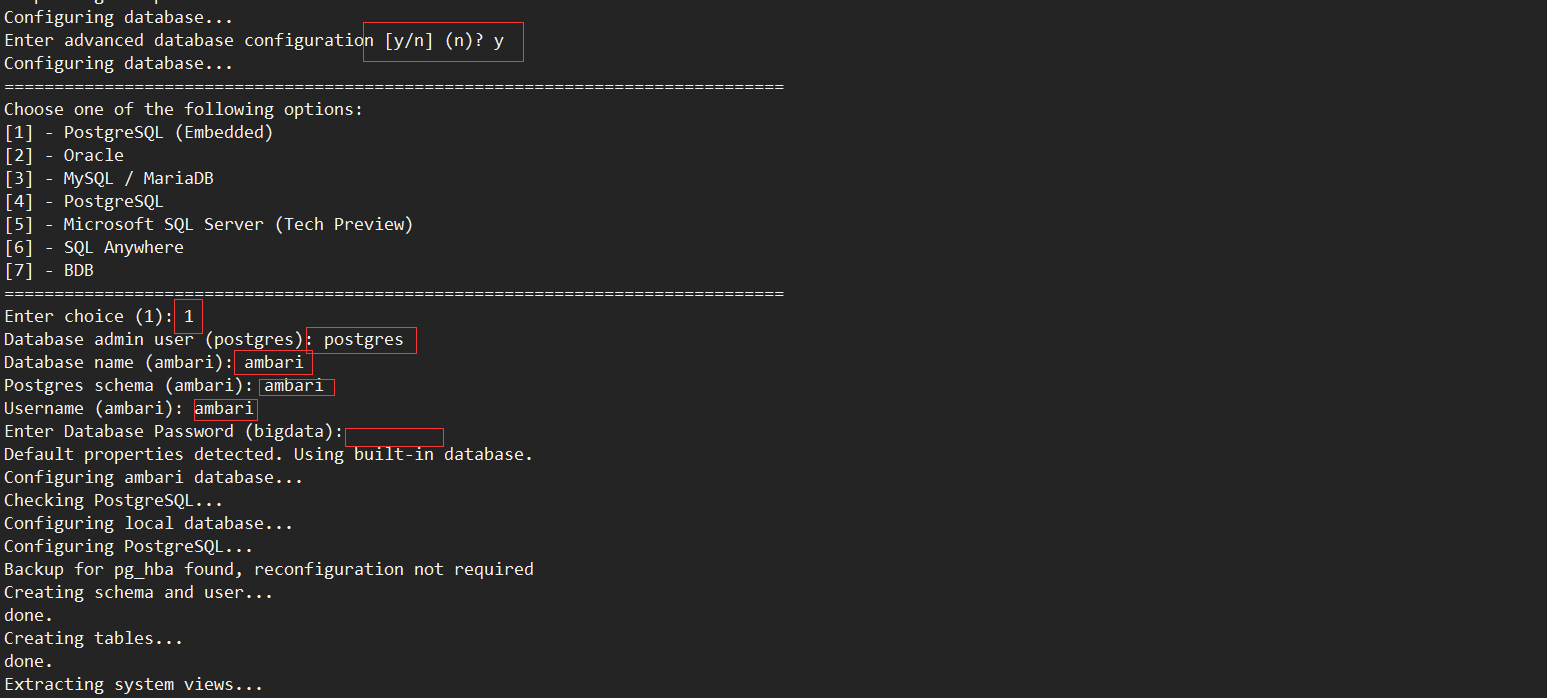 Configuring database...
Enter advanced database configuration [y/n] (n)? y
Configuring database...
==============================================================================
Choose one of the following options:
[1] - PostgreSQL (Embedded)
[2] - Oracle
[3] - MySQL / MariaDB
[4] - PostgreSQL
[5] - Microsoft SQL Server (Tech Preview)
[6] - SQL Anywhere
[7] - BDB
==============================================================================
Enter choice (1): 1
Database admin user (postgres): postgres
Database name (ambari): ambari
Postgres schema (ambari): ambari
Username (ambari): ambari
Enter Database Password (bigdata):
Default properties detected. Using built-in database.
Configuring ambari database...
Checking PostgreSQL...
Configuring local database...
Configuring PostgreSQL...
Backup for pg_hba found, reconfiguration not required
Creating schema and user...
done.
Creating tables...
done.
Extracting system views...